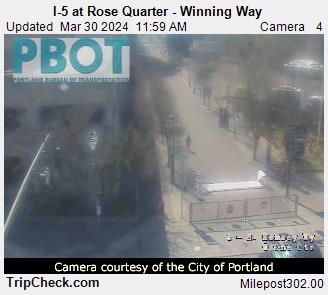 I-5 at Rose Quarter - Winning Way
Updated Mar 30 2024 11:59 AM Camera 4
PBOT
PORTLAND BUREAU OF TRANSPORTATION
Camera courtesy of the City of Portland
TripCheck.com Milepost302.00